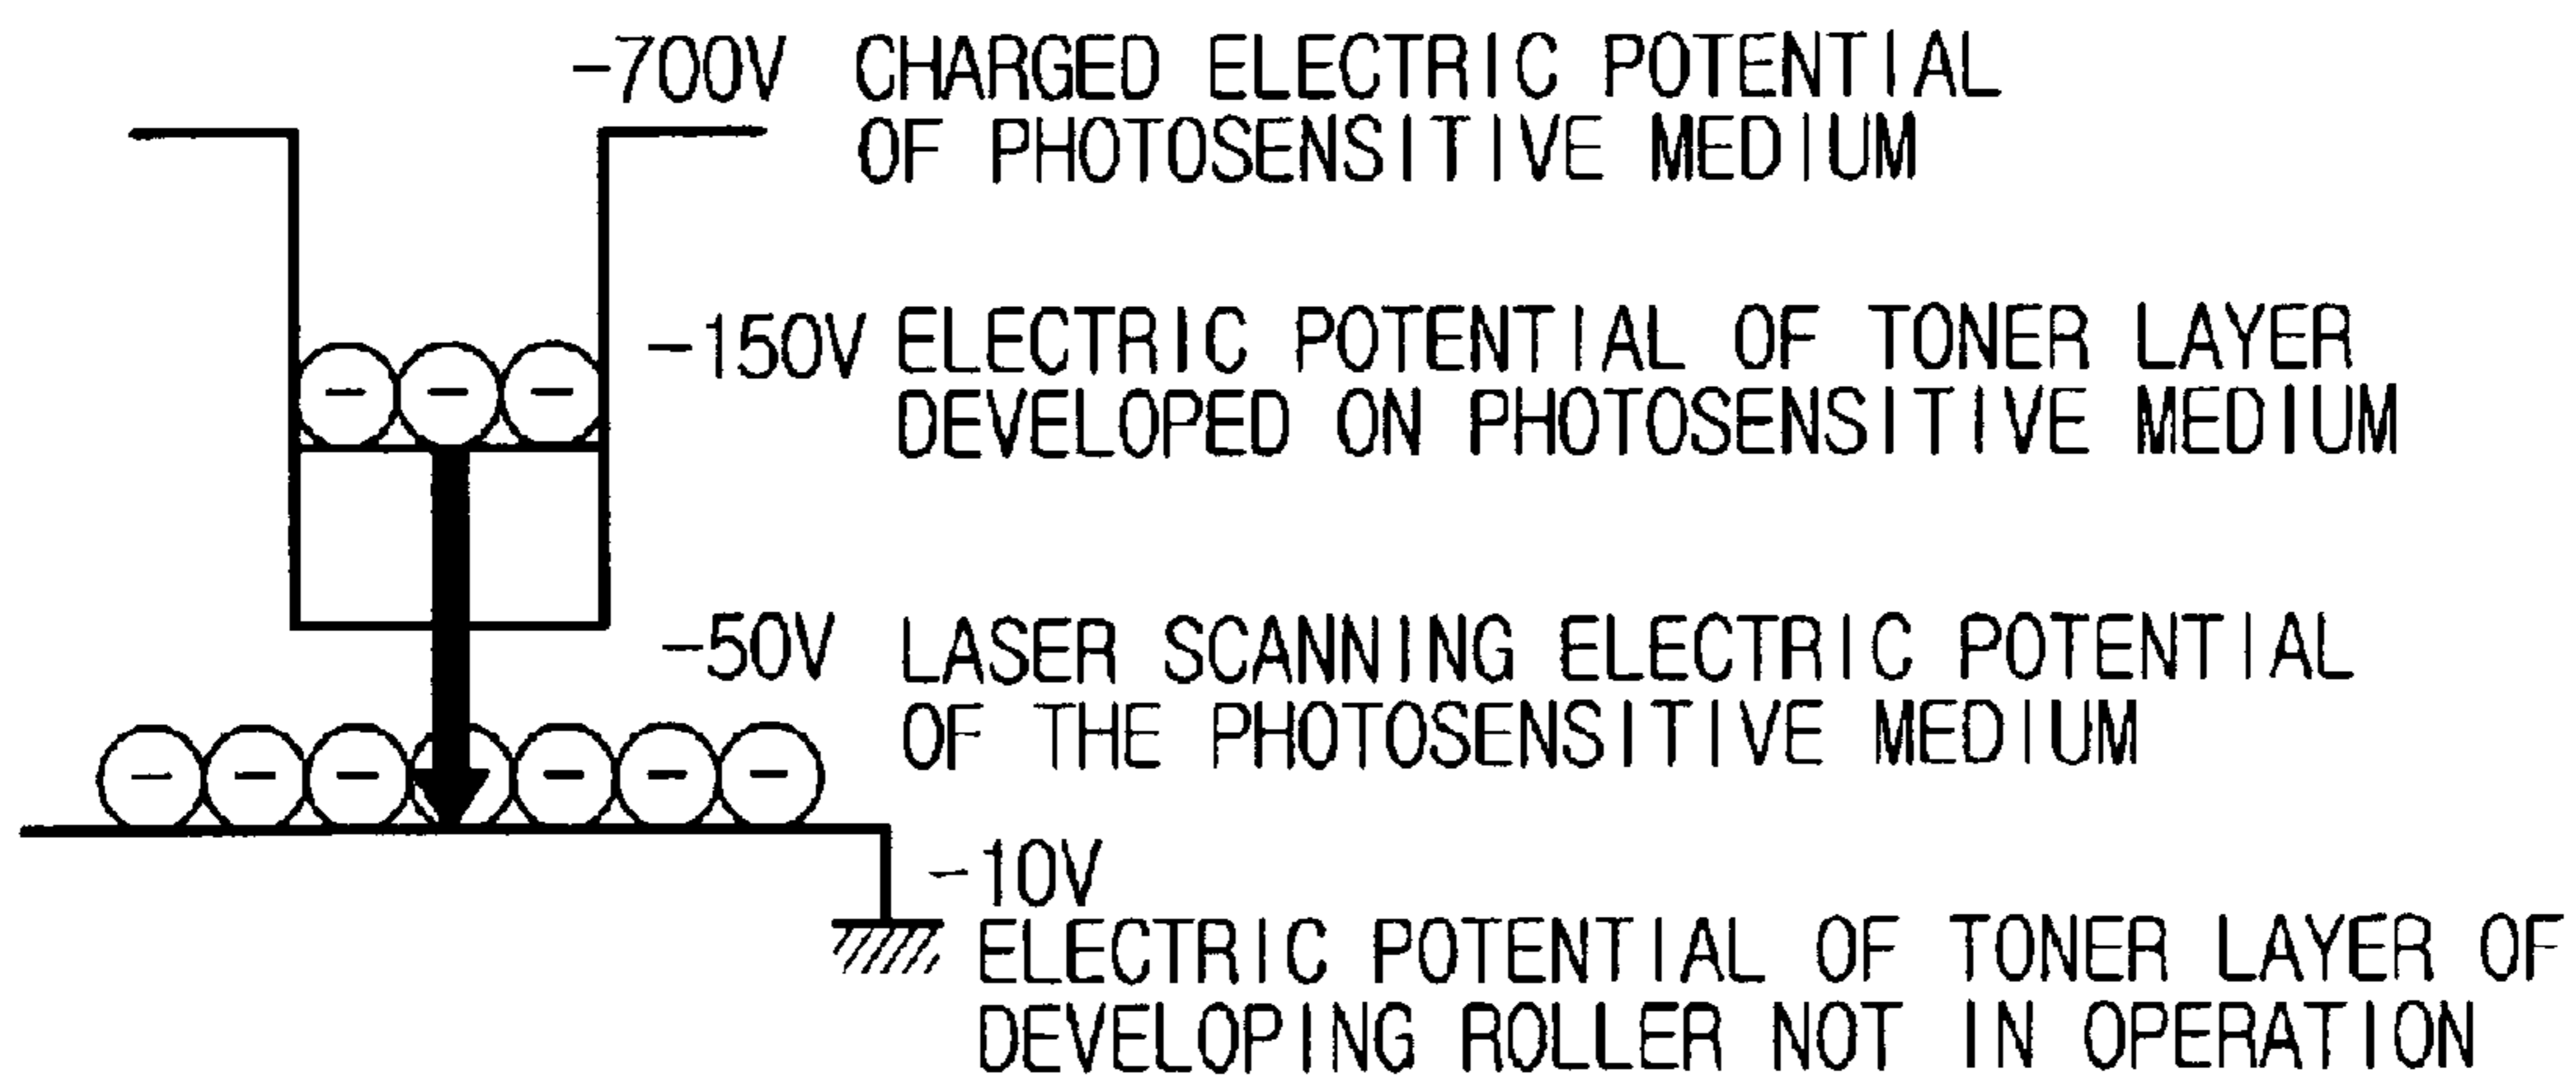 -700V CHARGED ELECTRIC POTENTIAL
OF PHOTOSENSITIVE MEDIUM
-150V ELECTRIC POTENTIAL OF TONER LAYER
DEVELOPED ON PHOTOSENSITIVE MEDIUM
-50V LASER SCANNING ELECTRIC POTENTIAL
OF THE PHOTOSENSITIVE MEDIUM
-10V
ELECTRIC POTENTIAL OF TONER LAYER OF
DEVELOPING ROLLER NOT IN OPERATION